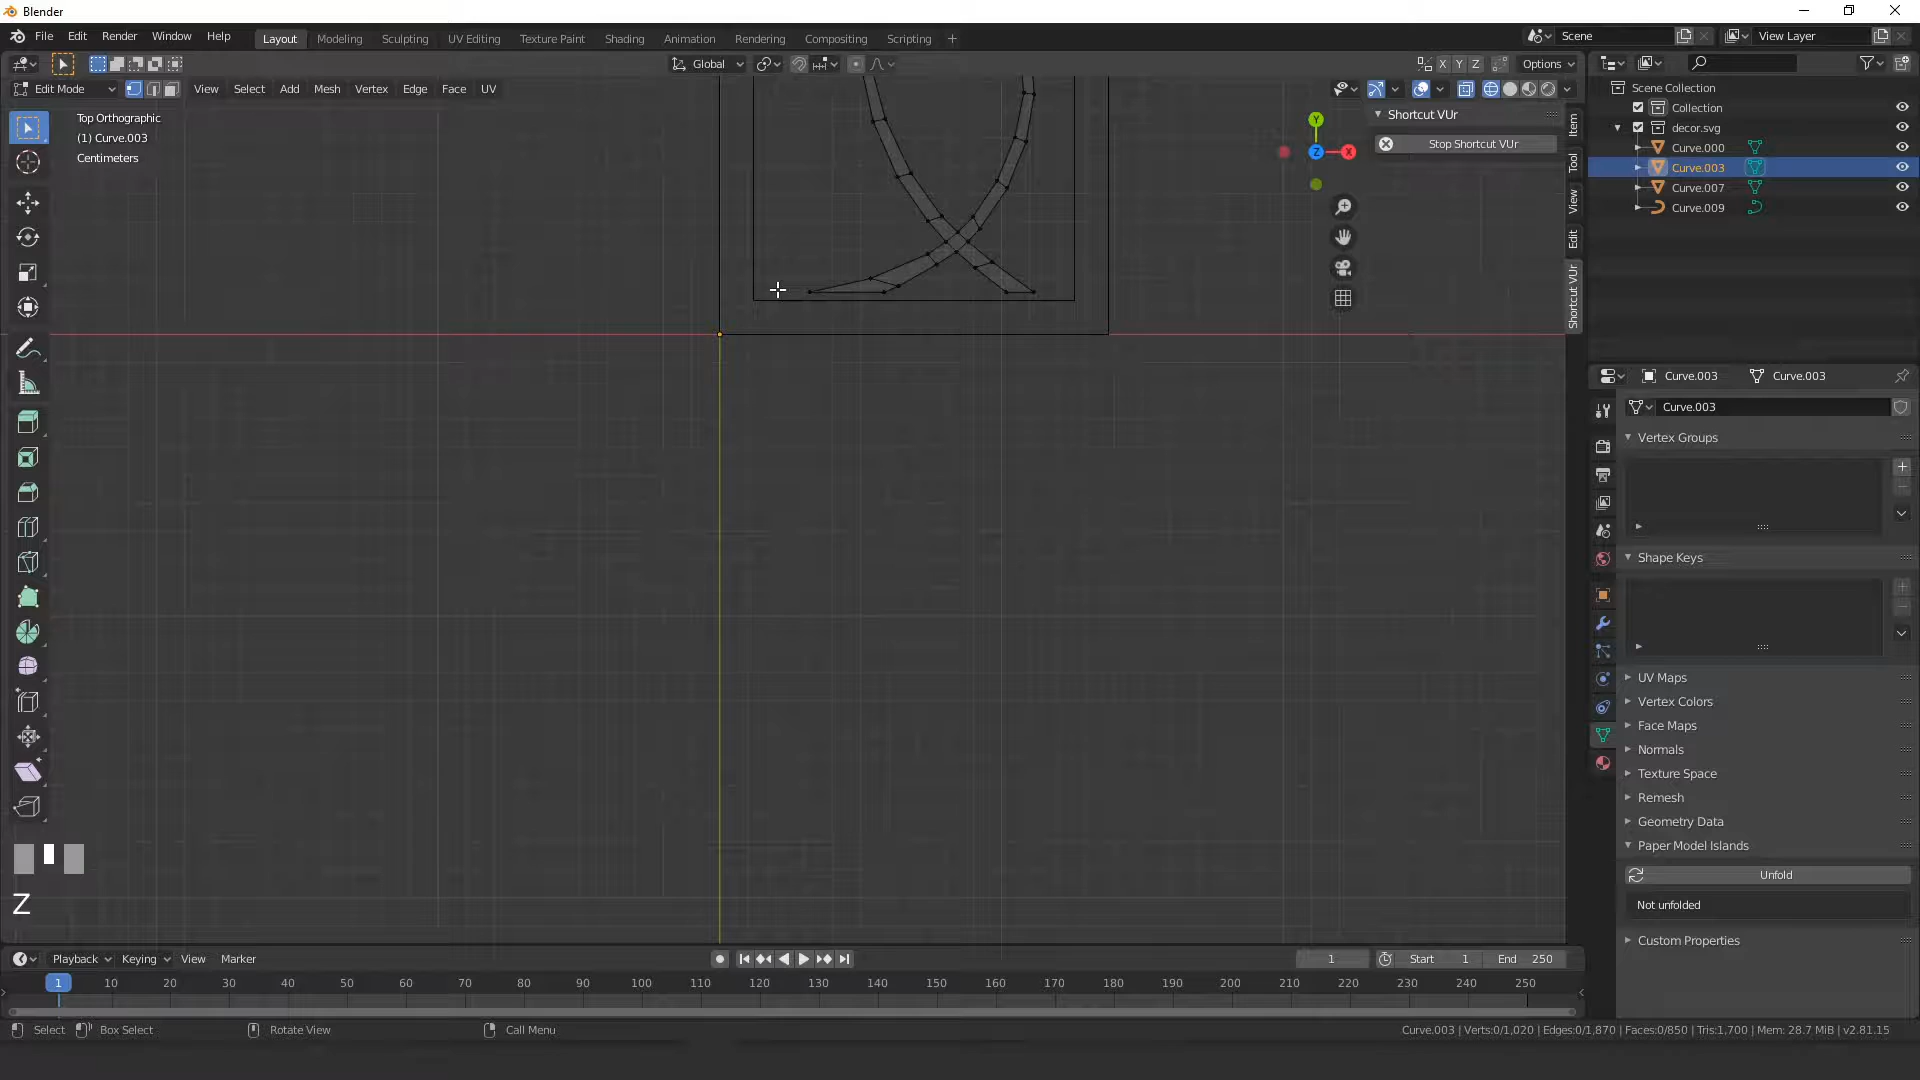 Blender
File Edit Render Window Help
Layout Modeling Sculpting UV Editing Texture Paint Shading Animation Rendering Compositing Scripting
Scene
View Layer
Global
X Y Z
Options
Edit Mode View Select Add Mesh Vertex Edge Face UV
Top Orthographic
(1) Curve.003
Centimeters
Shortcut VUr
Stop Shortcut VUr
Y
Z X
Item
Tool
View
Edit
Shortcut VUr
Scene Collection
Collection
decor.svg
Curve.000
Curve.003
Curve.007
Curve.009
Curve.003 Curve.003
Curve.003
Vertex Groups
Shape Keys
UV Maps
Vertex Colors
Face Maps
Normals
Texture Space
Remesh
Geometry Data
Paper Model Islands
Unfold
Not unfolded
Custom Properties
Z
Playback Keying View Marker
1 Start 1 End 250
1 10 20 30 40 50 60 70 80 90 100 110 120 130 140 150 160 170 180 190 200 210 220 230 240 250
Select Box Select Rotate View Call Menu
Curve.003 | Verts:0/1,020 | Edges:0/1,870 | Faces:0/850 | Tris:1,700 | Mem: 28.7 MiB | v2.81.15